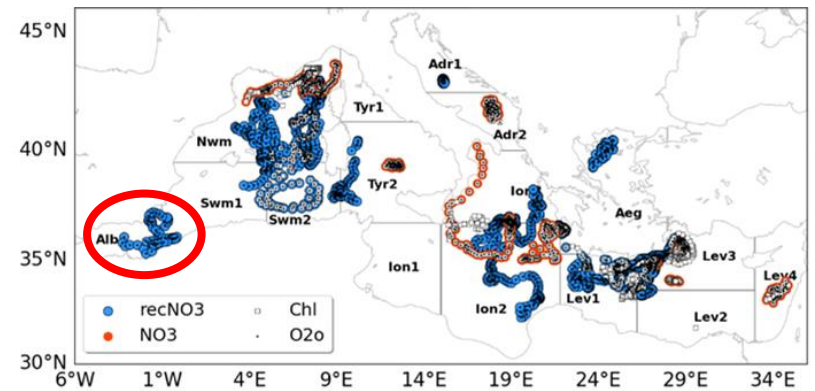 45°N
40°N
35°N
30°N
Adr1
Tyr1
Adr2
Nwm
Tyr2
Swm1
Swm2
Ion
Aeg
Alb
Ion1
Lev3
Lev4
Ion2
Lev1
Lev2
recNO3 Chl
NO3 O2o
6°W 1°W 4°E 9°E 14°E 19°E 24°E 29°E 34°E